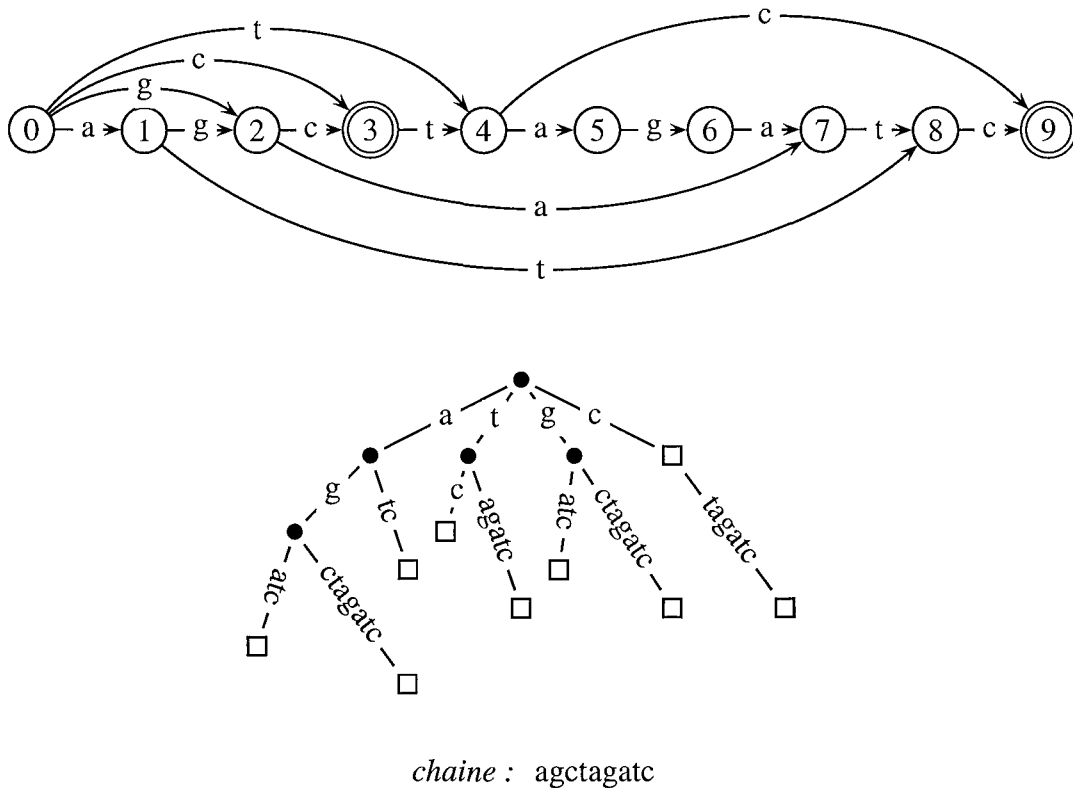 t
c
c
g
0 a 1 g 2 c 3 t 4 a 5 g 6 a 7 t 8 c 9
a
t
a t g c
g tc c agatc atc ctagatc tagatc
atc ctagatc
chaine : agctagatc